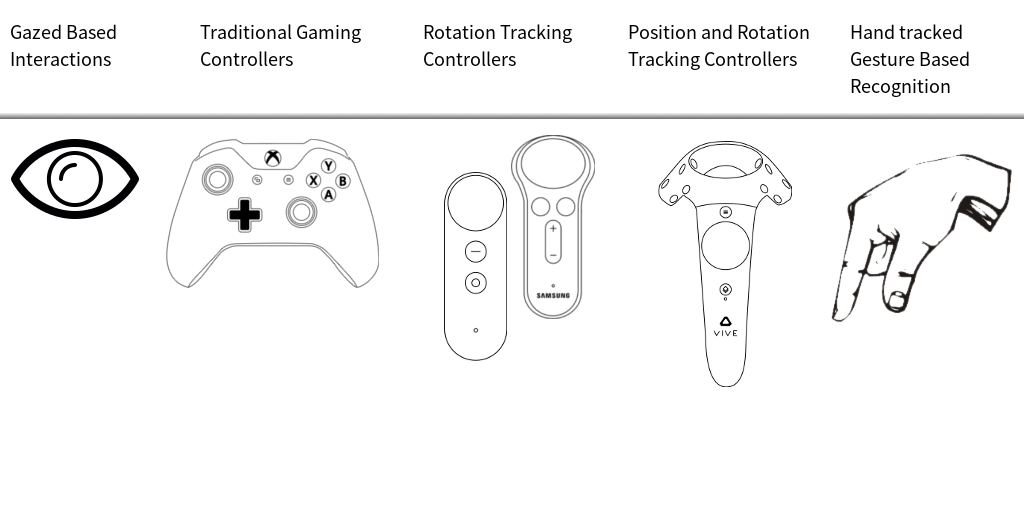 Gazed Based
Interactions
Traditional Gaming
Controllers
Rotation Tracking
Controllers
Position and Rotation
Tracking Controllers
Hand tracked
Gesture Based
Recognition
Y
X
B
A
+
−
SAMSUNG
VIVE